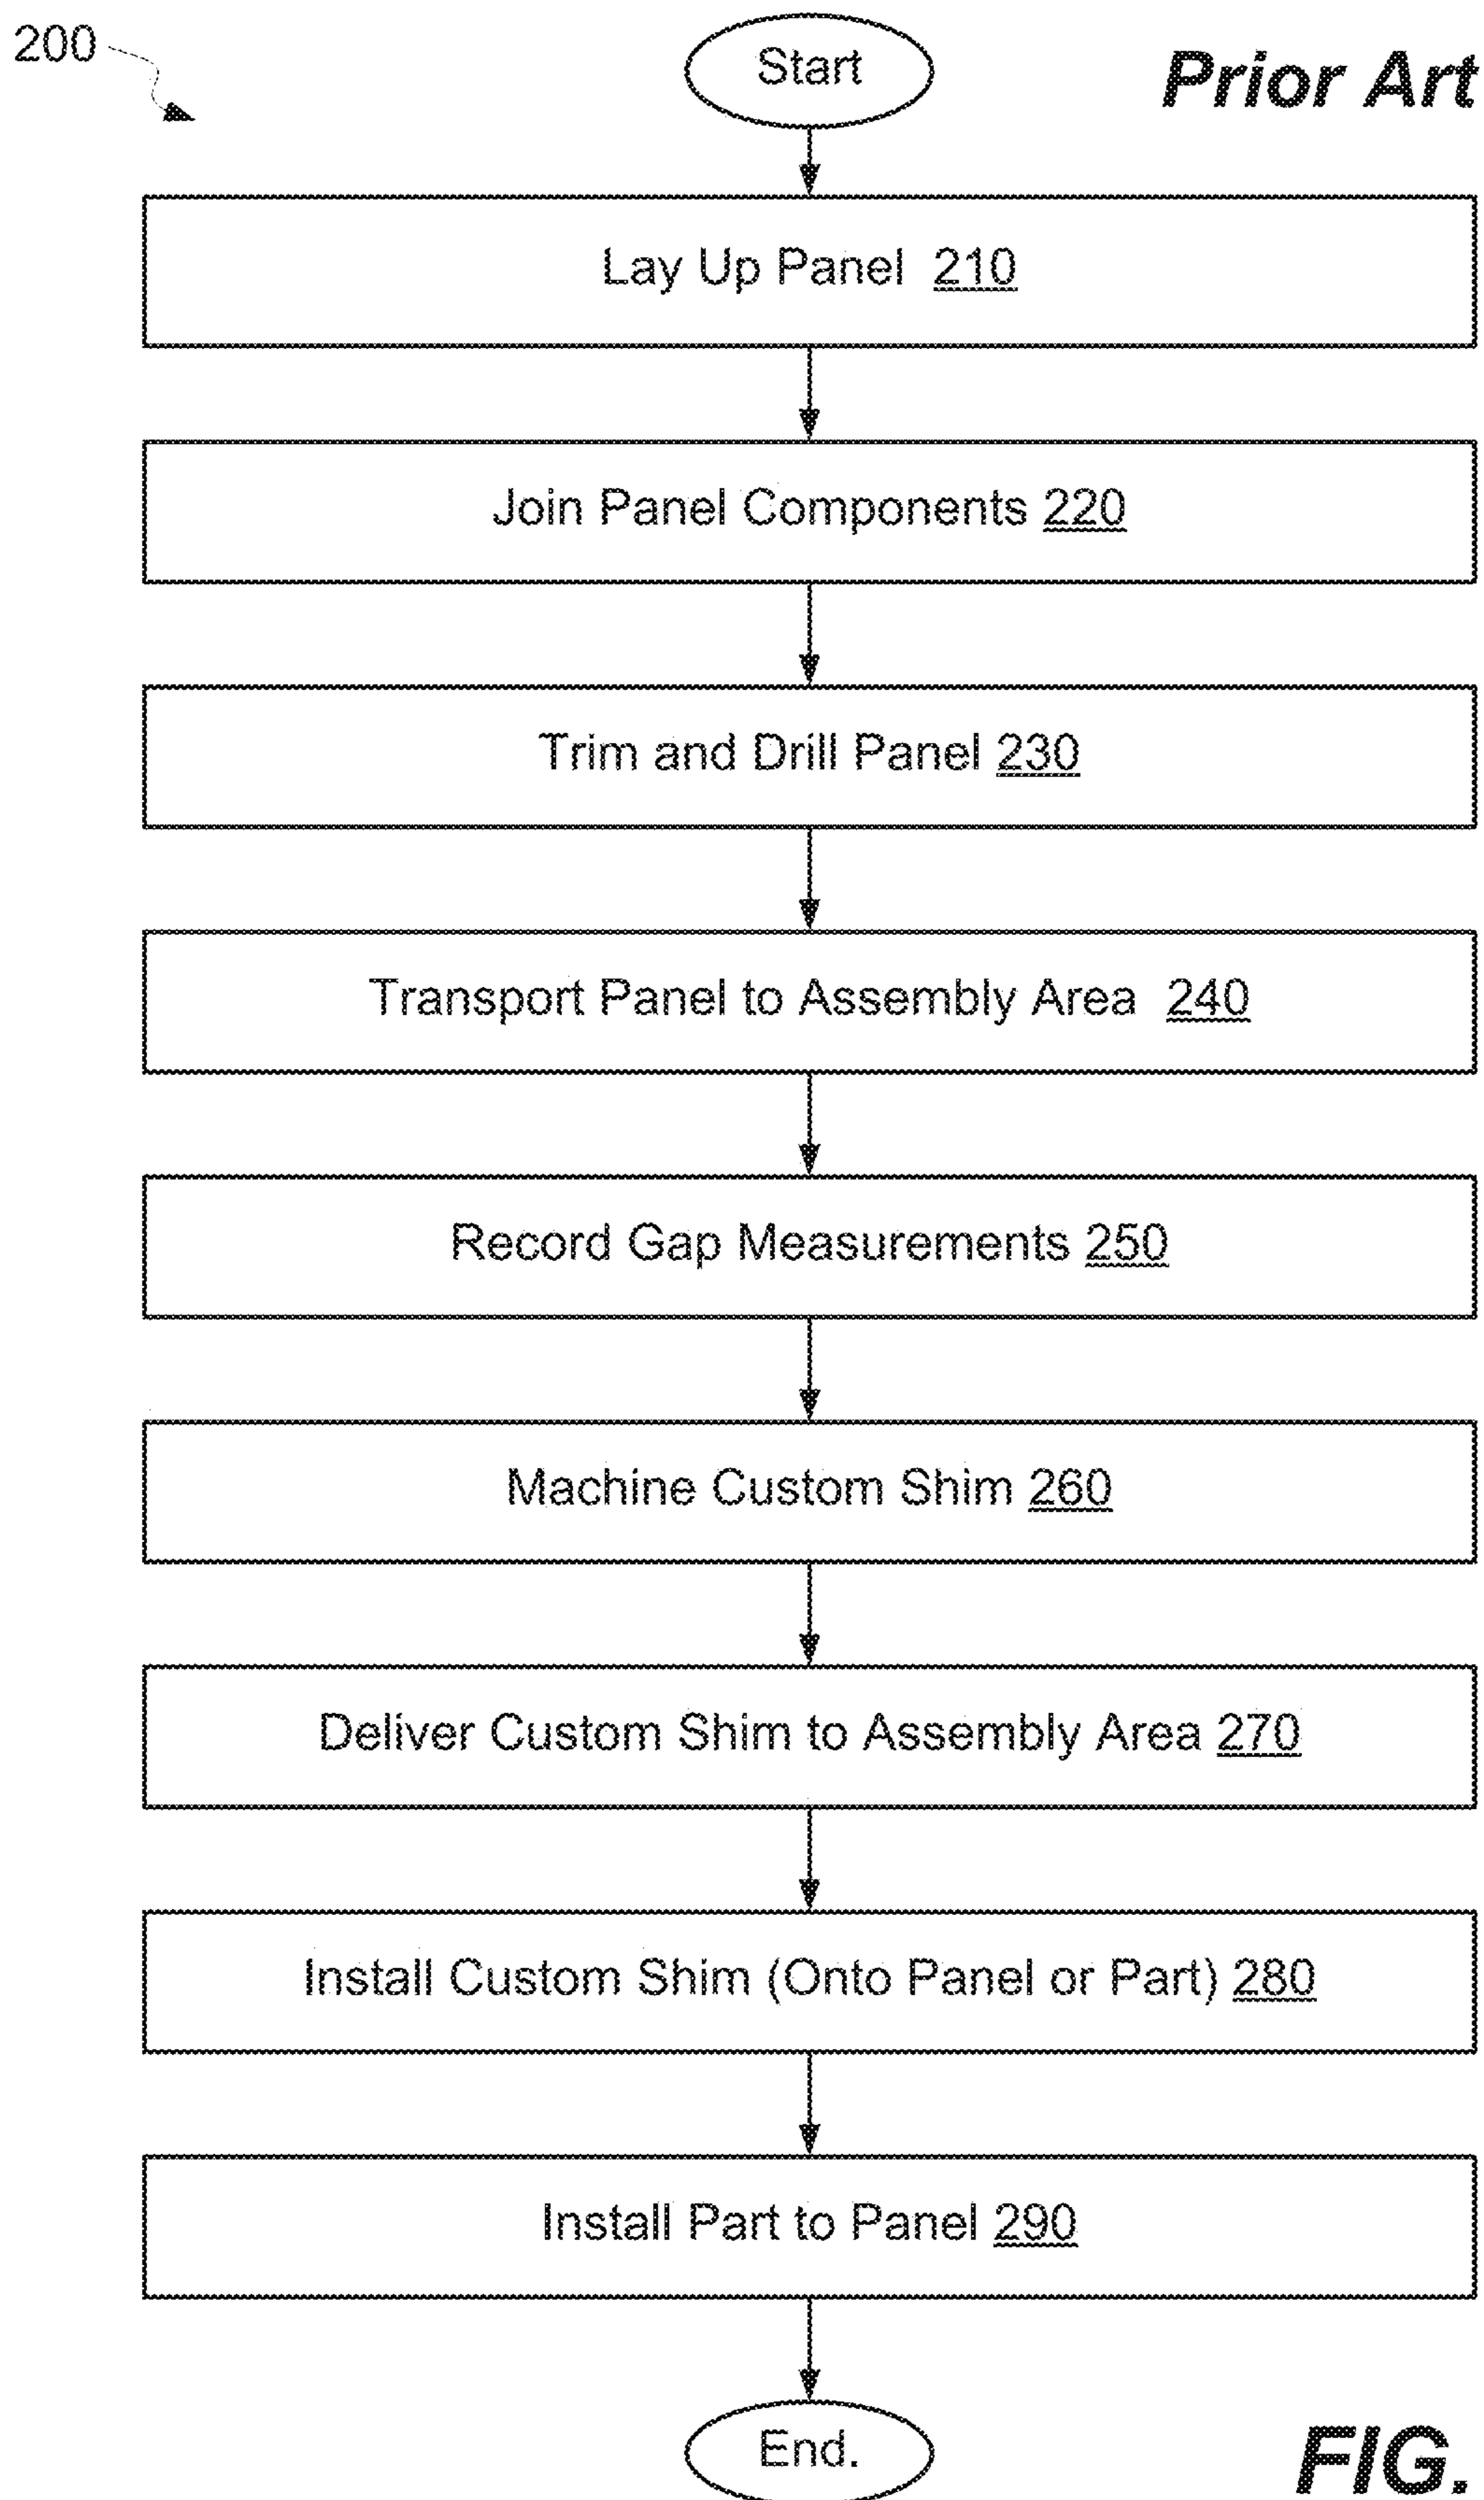 200
Start
Prior Art
Lay Up Panel 210
Join Panel Components 220
Trim and Drill Panel 230
Transport Panel to Assembly Area 240
Record Gap Measurements 250
Machine Custom Shim 260
Deliver Custom Shim to Assembly Area 270
Install Custom Shim (Onto Panel or Part) 280
Install Part to Panel 290
End.
FIG.